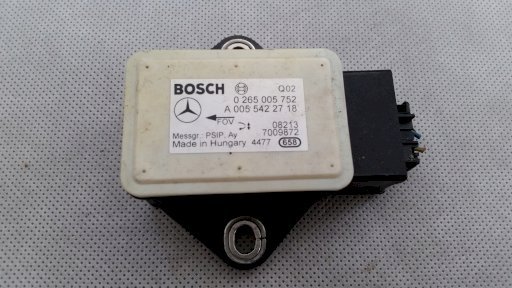 BOSCH Q02
0 265 005 752
A 005 542 27 18
FOV 08213
Messgr.: PSIP, Ay 7009872
Made in Hungary 4477 658